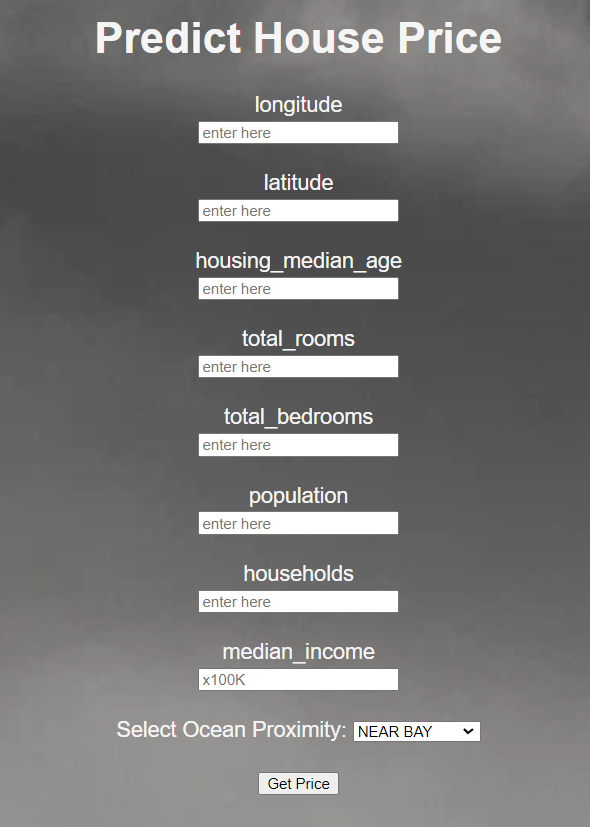 Predict House Price
longitude
enter here
latitude
enter here
housing_median_age
enter here
total_rooms
enter here
total_bedrooms
enter here
population
enter here
households
enter here
median_income
x100K
Select Ocean Proximity: NEAR BAY
Get Price